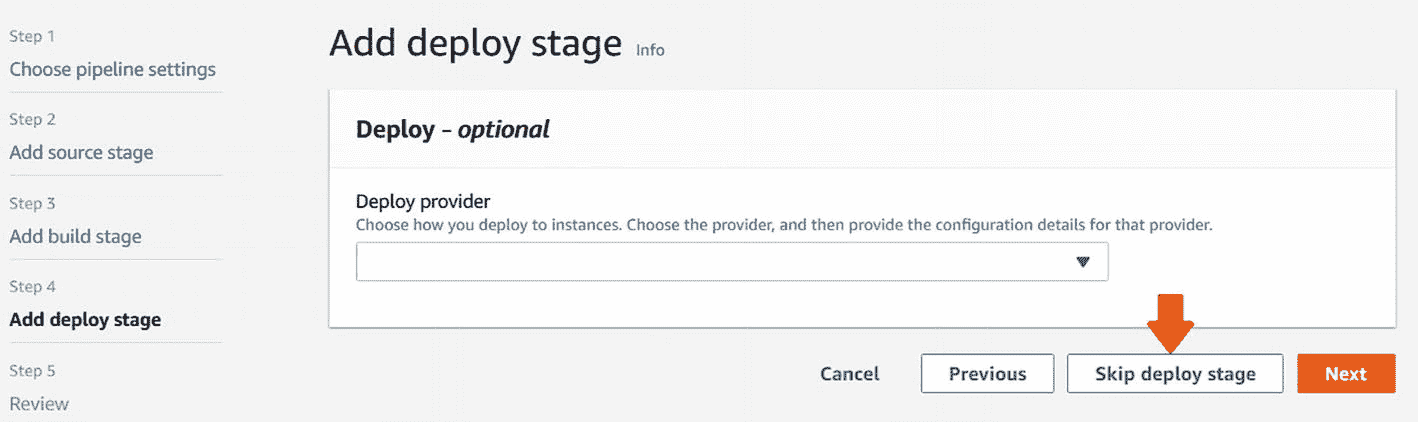 Step 1
Choose pipeline settings
Step 2
Add source stage
Step 3
Add build stage
Step 4
Add deploy stage
Step 5
Review
Add deploy stage Info
Deploy - optional
Deploy provider
Choose how you deploy to instances. Choose the provider, and then provide the configuration details for that provider.
Cancel Previous Skip deploy stage Next